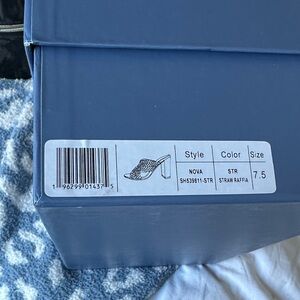 Style Color Size
NOVA STR 7.5
SH539811-STR STRAW RAFFIA
1 96299 01437 5